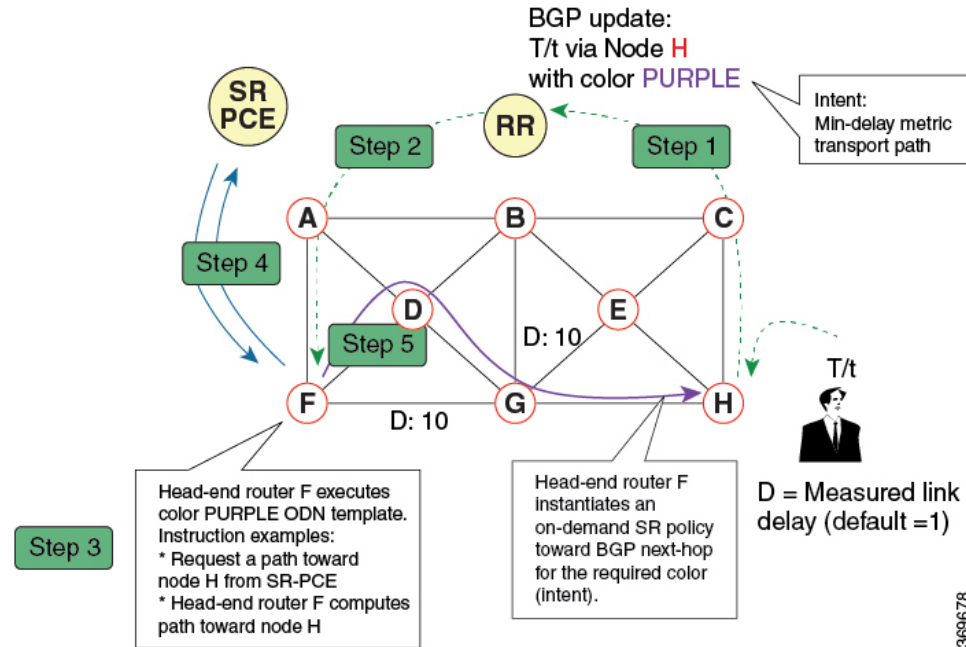 BGP update:
T/t via Node H
with color PURPLE
Intent:
Min-delay metric
transport path
SR
PCE
RR
Step 2
Step 1
A
B
C
Step 4
D
E
Step 5
D: 10
T/t
F
G
H
D: 10
Head-end router F executes
color PURPLE ODN template.
Instruction examples:
* Request a path toward
node H from SR-PCE
* Head-end router F computes
path toward node H
Step 3
Head-end router F
instantiates an
on-demand SR policy
toward BGP next-hop
for the required color
(intent).
D = Measured link
delay (default =1)
369678